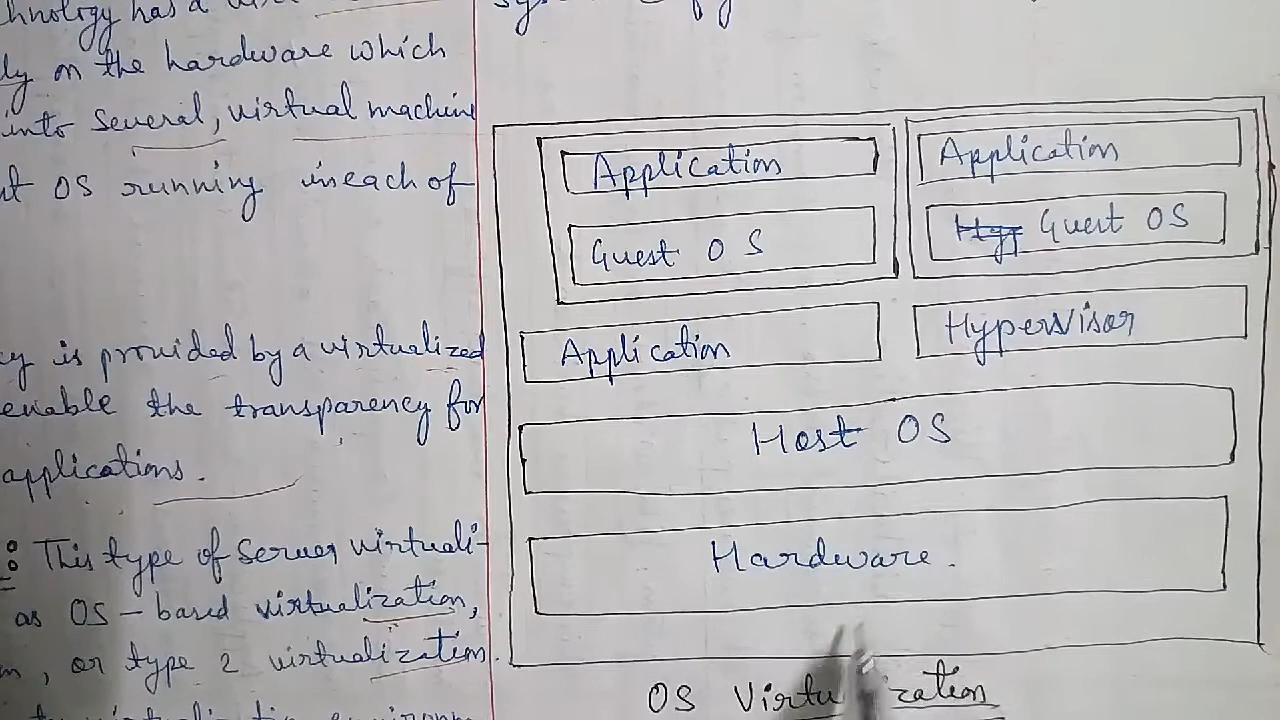 has a
ly on the hardware which
into several, virtual machine
OS running in each of
is provided by a virtualized
enable the transparency for
applications.
: This type of Server virtuali-
as OS-based virtualization,
or type 2 virtualization
Application
Guest OS
Application
Guest OS
Application
Hypervisor
Host OS
Hardware.
OS